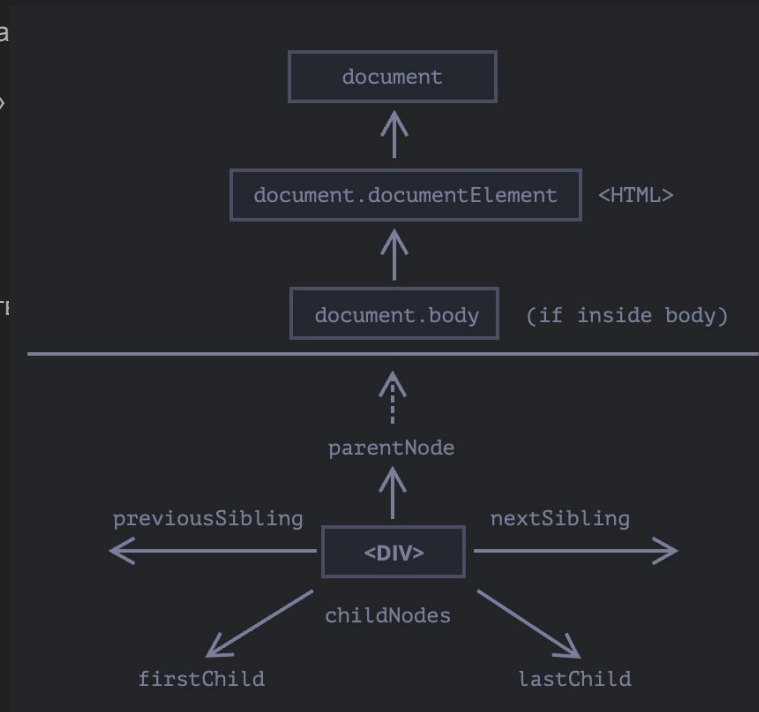 document
document.documentElement <HTML>
document.body (if inside body)
parentNode
previousSibling nextSibling
<DIV>
childNodes
firstChild lastChild